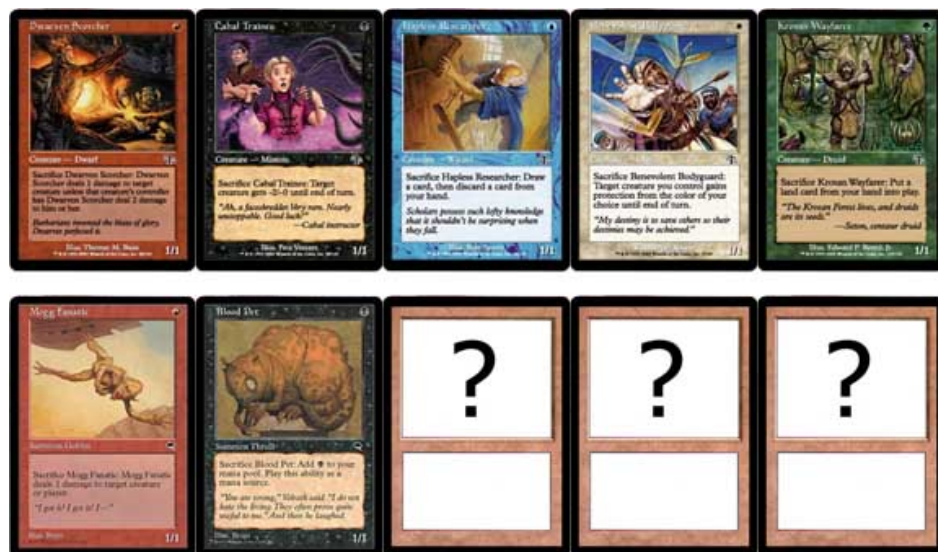 Dwarven Scorcher
Creature — Dwarf
Sacrifice Dwarven Scorcher: Dwarven
Scorcher deals 1 damage to target
creature unless that creature's controller
has Dwarven Scorcher deal 2 damage
to him or her.
Barbarians invented the blaze of glory.
Dwarves perfected it.
1/1
Cabal Trainee
Creature — Minion
Sacrifice Cabal Trainee: Target
creature gets -2/-0 until end of turn.
—Cabal instructor
1/1
Hapless Researcher
Creature — Wizard
Sacrifice Hapless Researcher: Draw
a card, then discard a card from
your hand.
Scholars possess such lofty knowledge
that it shouldn't be surprising when
they fall.
1/1
Sacrifice Benevolent Bodyguard:
Target creature you control gains
protection from the color of your
choice until end of turn.
"My destiny is to save others so their
destinies may be achieved."
1/1
Krosan Wayfarer
Creature — Druid
Sacrifice Krosan Wayfarer: Put a
land card from your hand into play.
"The Krosan Forest lives, and druids
are its seeds."
—Seton, centaur druid
1/1
Mogg Fanatic
Summon Goblin
Sacrifice Mogg Fanatic: Mogg Fanatic
deals 1 damage to target creature
or player.
"I got it! I got it! I—"
1/1
Blood Pet
Summon Thrull
Sacrifice Blood Pet: Add to your
mana pool. Play this ability as a
mana source.
"You are wrong," Volrath said. "I do not
hate the living. They often prove quite
useful to me." And then he laughed.
1/1
?
?
?